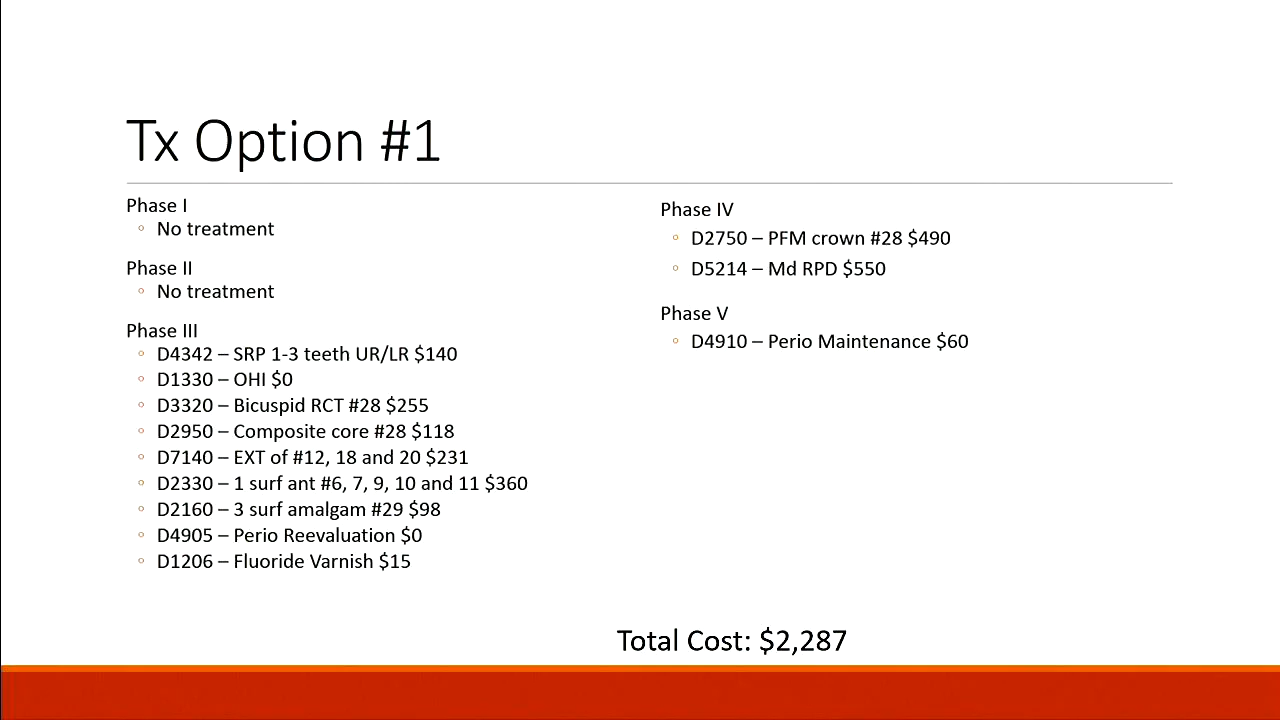 Tx Option #1
Phase I
◦ No treatment
Phase II
◦ No treatment
Phase III
◦ D4342 – SRP 1-3 teeth UR/LR $140
◦ D1330 – OHI $0
◦ D3320 – Bicuspid RCT #28 $255
◦ D2950 – Composite core #28 $118
◦ D7140 – EXT of #12, 18 and 20 $231
◦ D2330 – 1 surf ant #6, 7, 9, 10 and 11 $360
◦ D2160 – 3 surf amalgam #29 $98
◦ D4905 – Perio Reevaluation $0
◦ D1206 – Fluoride Varnish $15
Phase IV
◦ D2750 – PFM crown #28 $490
◦ D5214 – Md RPD $550
Phase V
◦ D4910 – Perio Maintenance $60
Total Cost: $2,287